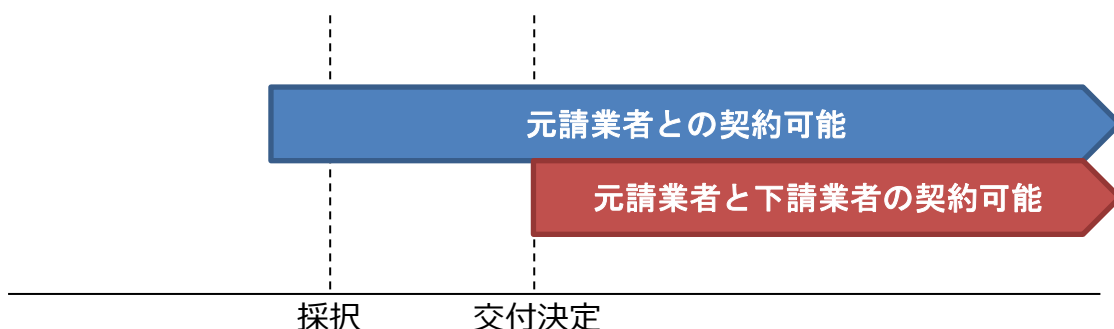 元請業者との契約可能
元請業者と下請業者の契約可能
採択
交付決定